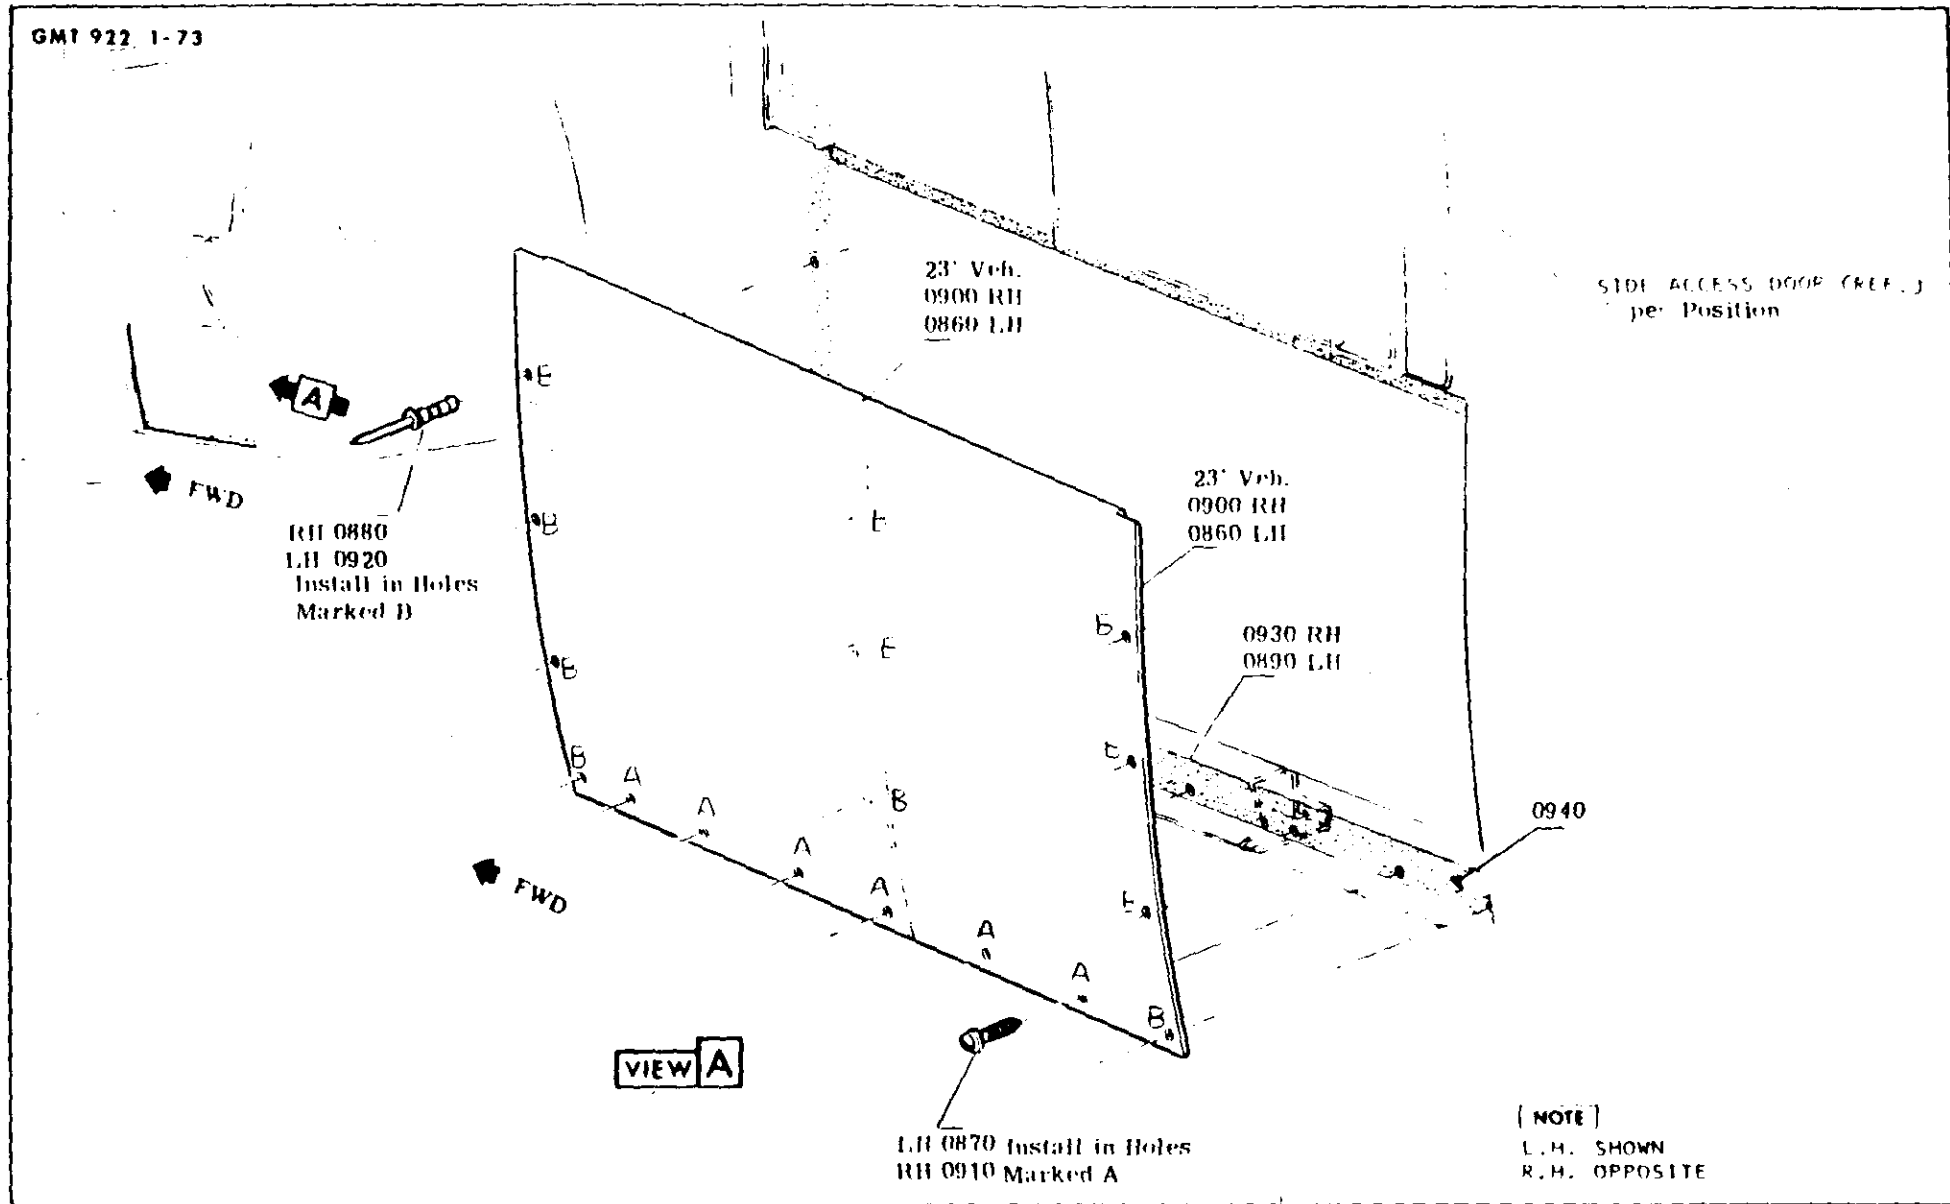 GMT 922 1-73
23' Veh.
0900 RH
0860 LH
SIDE ACCESS DOOR (REF.)
per Position
E
A
FWD
RH 0880
LH 0920
Install in Holes
Marked B
B
E
23' Veh.
0900 RH
0860 LH
B
E
B
0930 RH
0890 LH
E
B
A
A
B
A
A
0940
E
A
A
B
FWD
VIEW A
LH 0870 Install in Holes
RH 0910 Marked A
NOTE
L.H. SHOWN
R.H. OPPOSITE